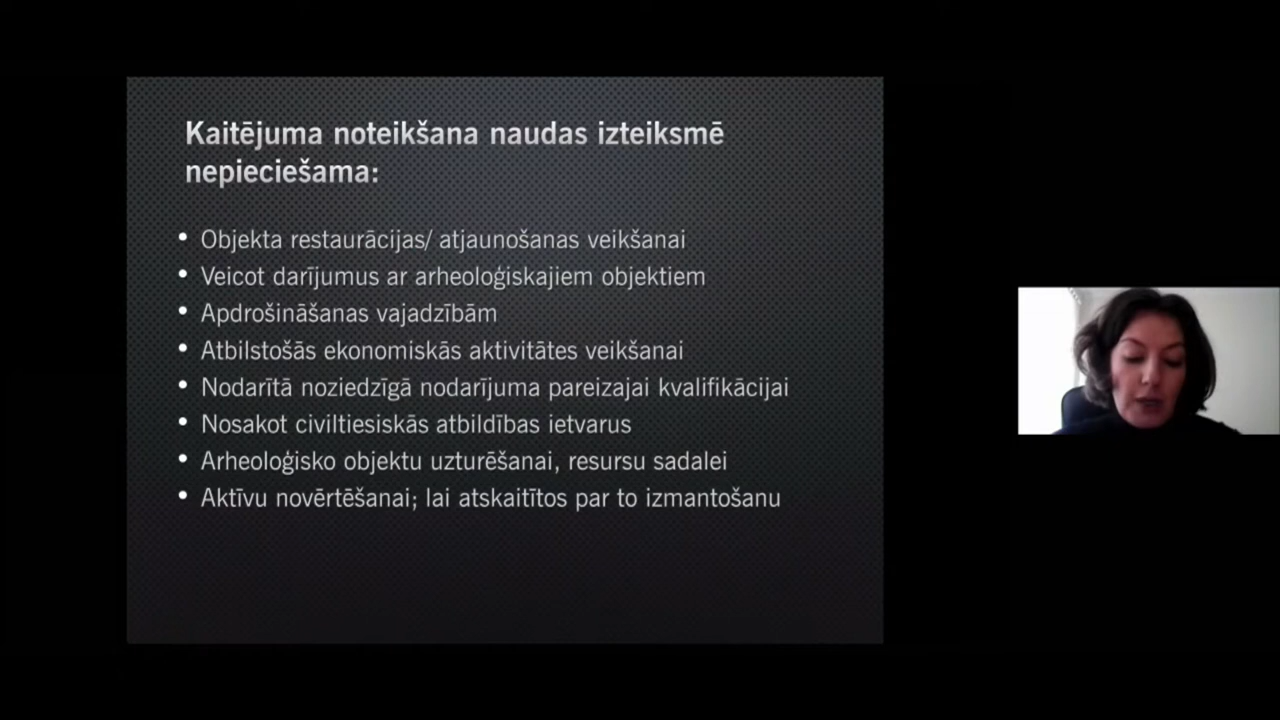 Kaitējuma noteikšana naudas izteiksmē
nepieciešama:
• Objekta restaurācijas/ atjaunošanas veikšanai
• Veicot darījumus ar arheoloģiskajiem objektiem
• Apdrošināšanas vajadzībām
• Atbilstošās ekonomiskās aktivitātes veikšanai
• Nodarītā noziedzīgā nodarījuma pareizajai kvalifikācijai
• Nosakot civiltiesiskās atbildības ietvarus
• Arheoloģisko objektu uzturēšanai, resursu sadalei
• Aktīvu novērtēšanai; lai atskaitītos par to izmantošanu